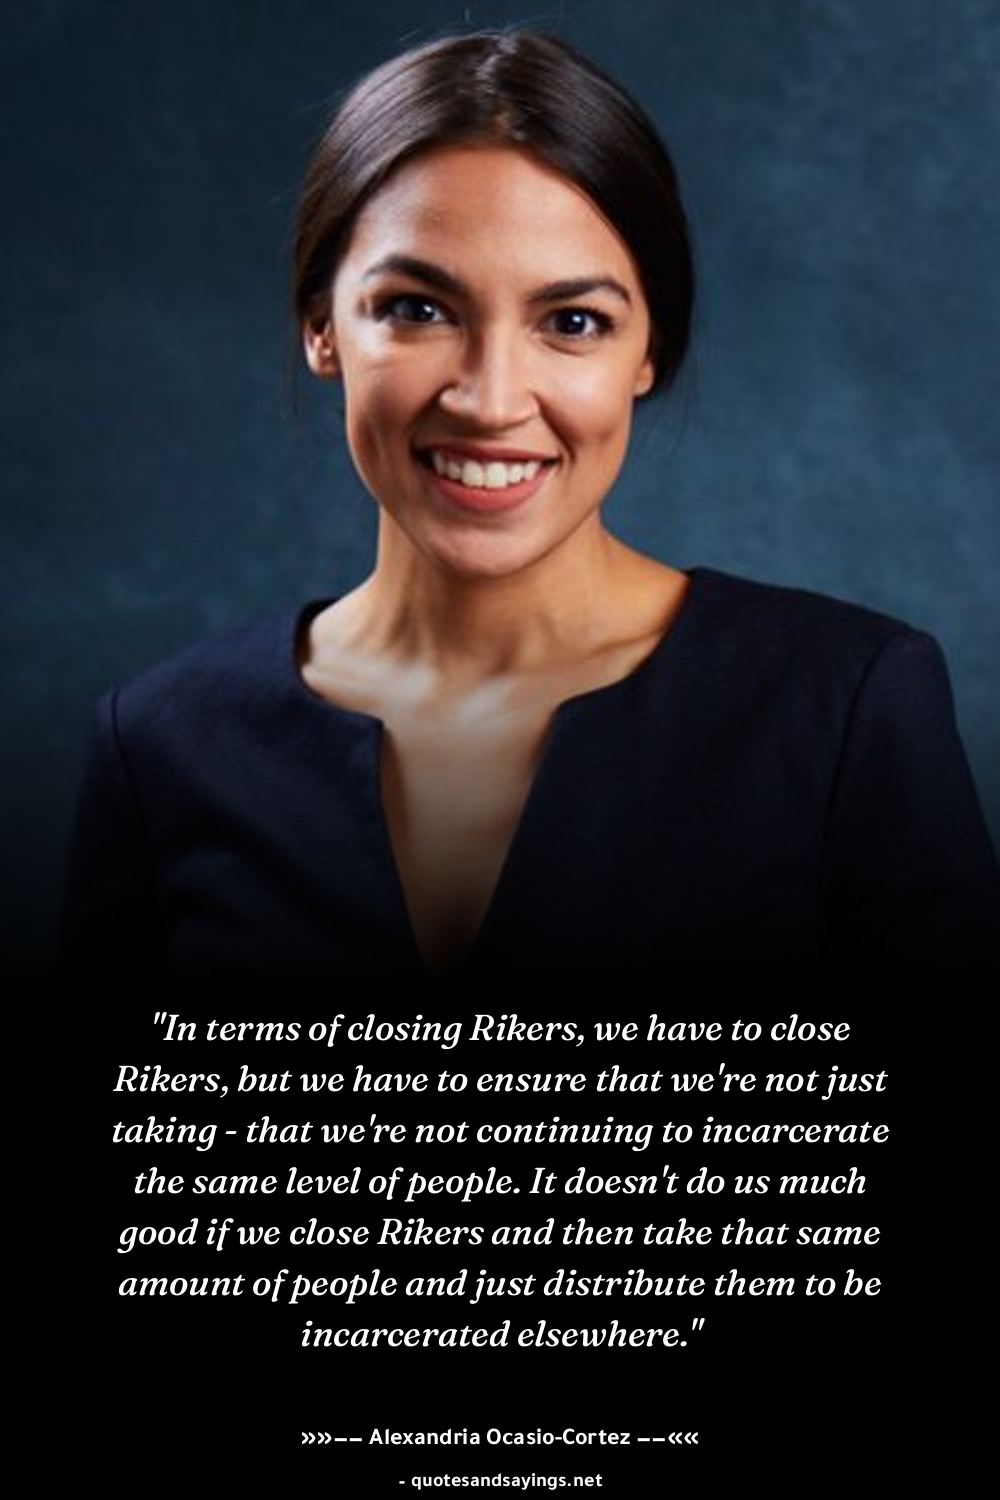 "In terms of closing Rikers, we have to close
Rikers, but we have to ensure that we're not just
taking - that we're not continuing to incarcerate
the same level of people. It doesn't do us much
good if we close Rikers and then take that same
amount of people and just distribute them to be
incarcerated elsewhere."
»»–– Alexandria Ocasio-Cortez ––««
- quotesandsayings.net